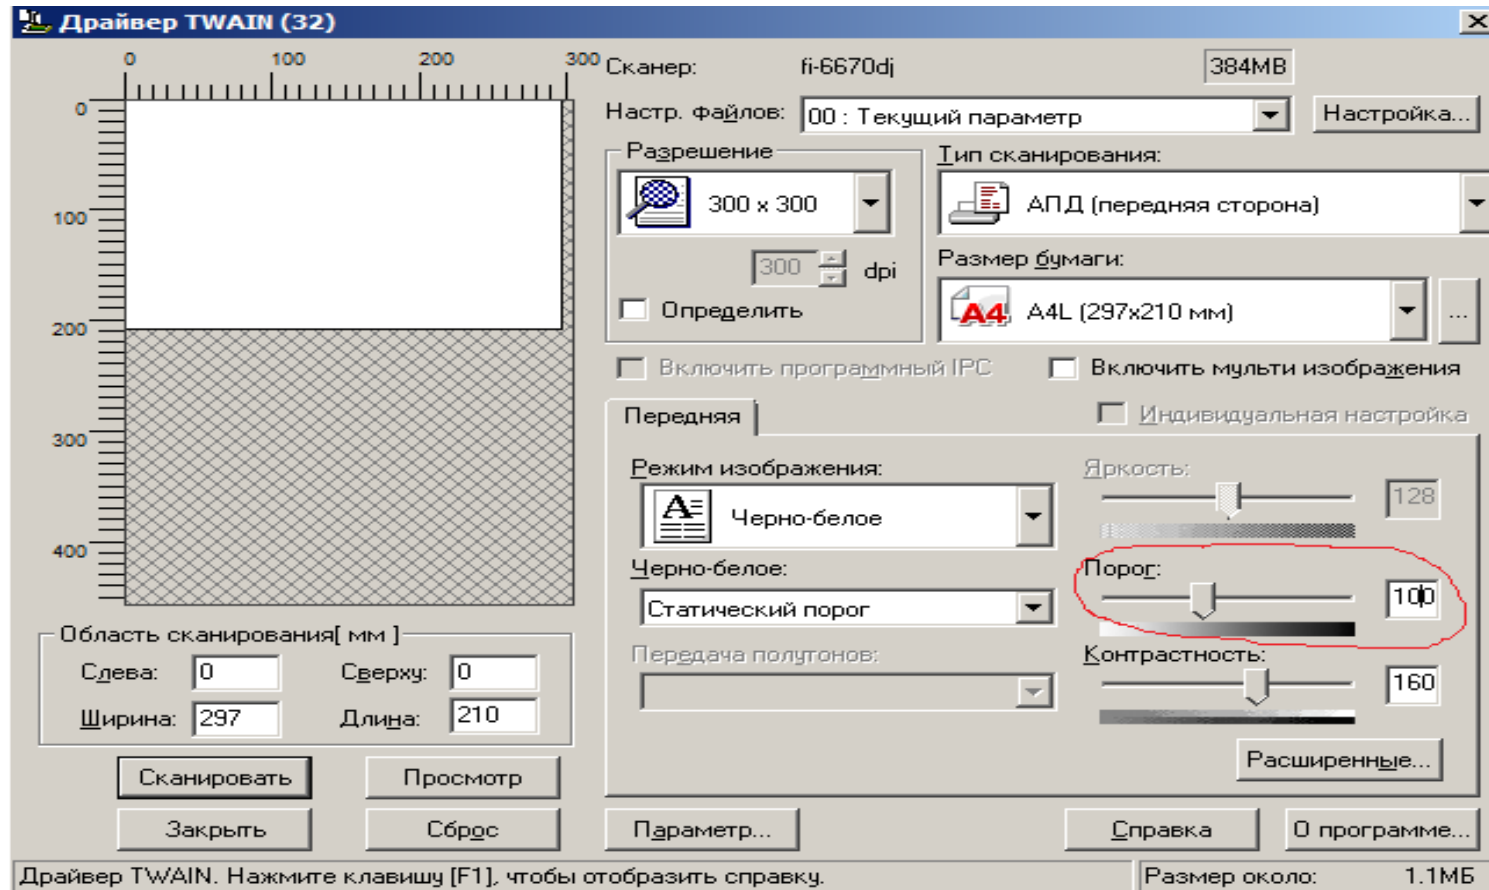 Драйвер TWAIN (32)
0 100 200 300
0
100
200
300
400
Сканер: fi-6670dj 384MB
Настр. файлов: 00 : Текущий параметр Настройка...
Разрешение
300 x 300
300 dpi
Определить
Тип сканирования:
АПД (передняя сторона)
Размер бумаги:
A4 A4L (297x210 мм) ...
Включить программный IPC Включить мульти изображения
Передняя Индивидуальная настройка
Режим изображения:
A Черно-белое
Черно-белое:
Статический порог
Передача полутонов:
Яркость:
128
Порог:
100
Контрастность:
160
Расширенные...
Область сканирования[ мм ]
Слева: 0 Сверху: 0
Ширина: 297 Длина: 210
Сканировать Просмотр
Закрыть Сброс Параметр... Справка О программе...
Драйвер TWAIN. Нажмите клавишу [F1], чтобы отобразить справку. Размер около: 1.1МБ